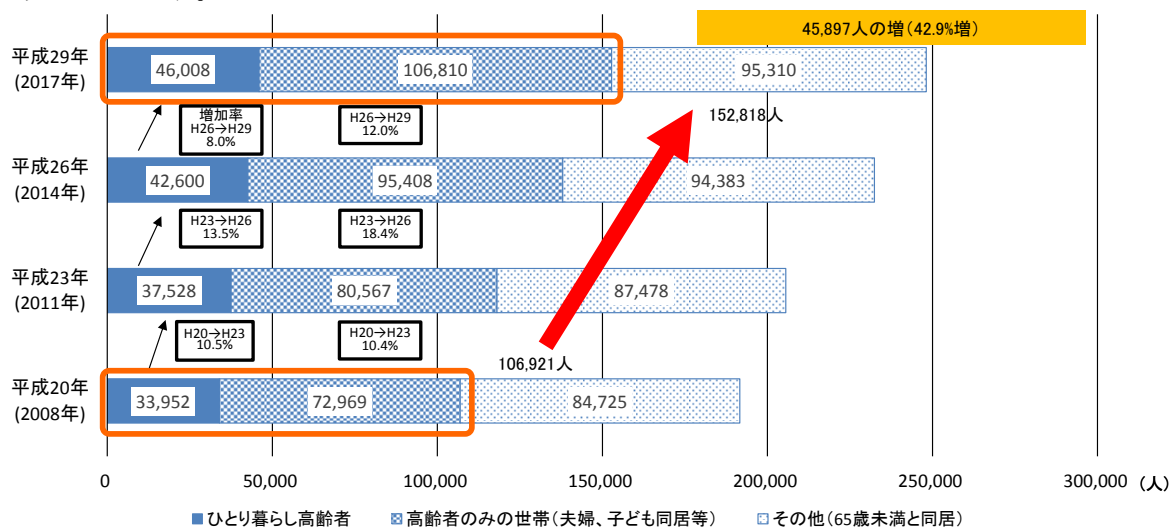 45,897人の増(42.9%増)
平成29年
(2017年)
46,008
106,810
95,310
152,818人
増加率
H26→H29
8.0%
H26→H29
12.0%
平成26年
(2014年)
42,600
95,408
94,383
H23→H26
13.5%
H23→H26
18.4%
平成23年
(2011年)
37,528
80,567
87,478
H20→H23
10.5%
H20→H23
10.4%
106,921人
平成20年
(2008年)
33,952
72,969
84,725
0 50,000 100,000 150,000 200,000 250,000 300,000 (人)
ひとり暮らし高齢者 高齢者のみの世帯(夫婦、子ども同居等) その他(65歳未満と同居)